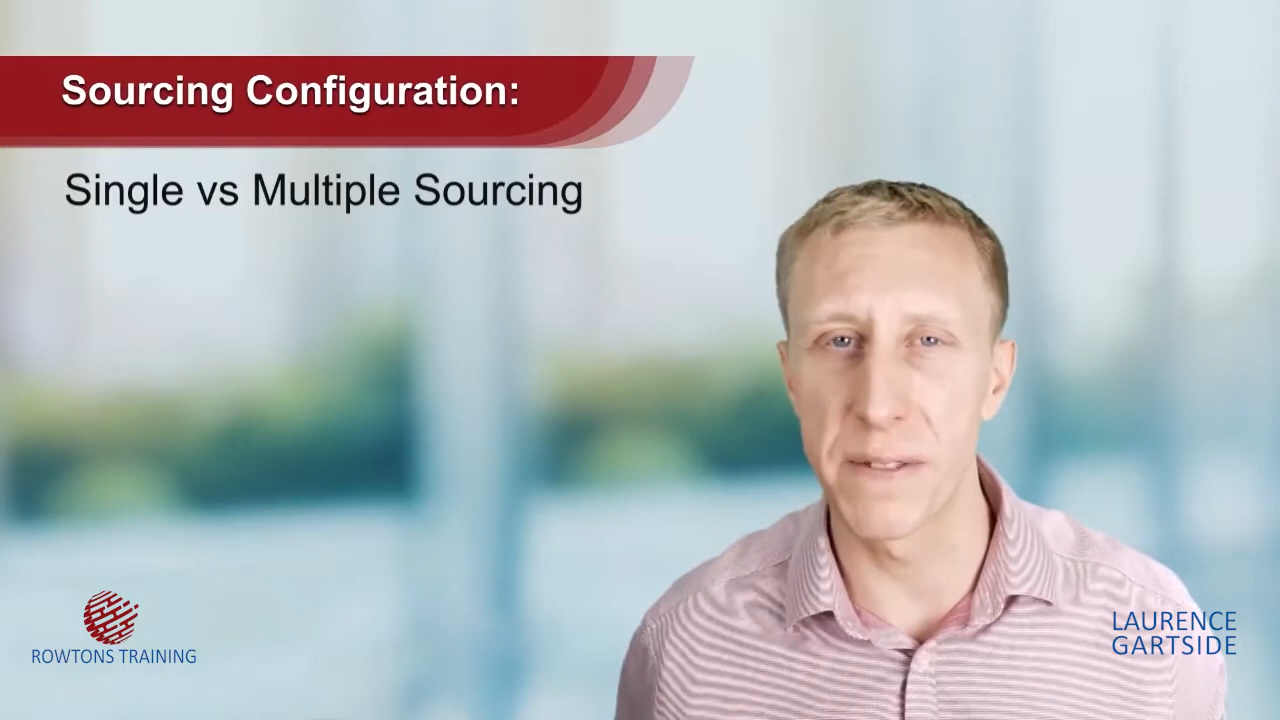 Sourcing Configuration:
Single vs Multiple Sourcing
ROWTONS TRAINING
LAURENCE
GARTSIDE